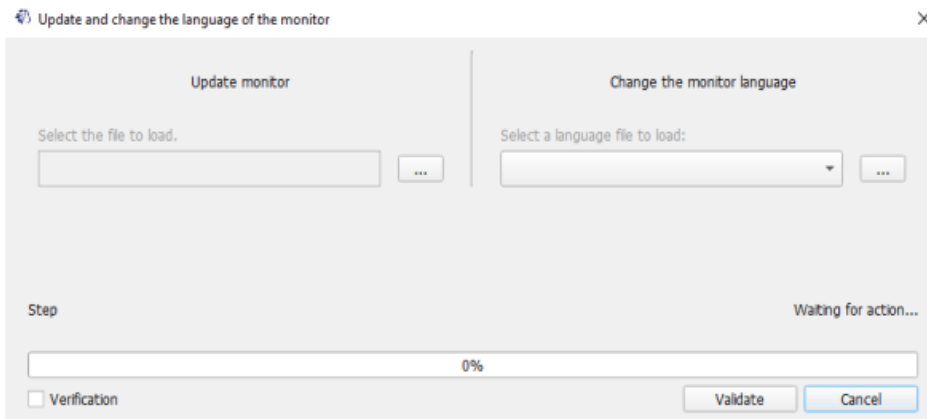 Update and change the language of the monitor
Update monitor
Change the monitor language
Select the file to load.
Select a language file to load:
...
...
Step
Waiting for action...
0%
Verification
Validate
Cancel